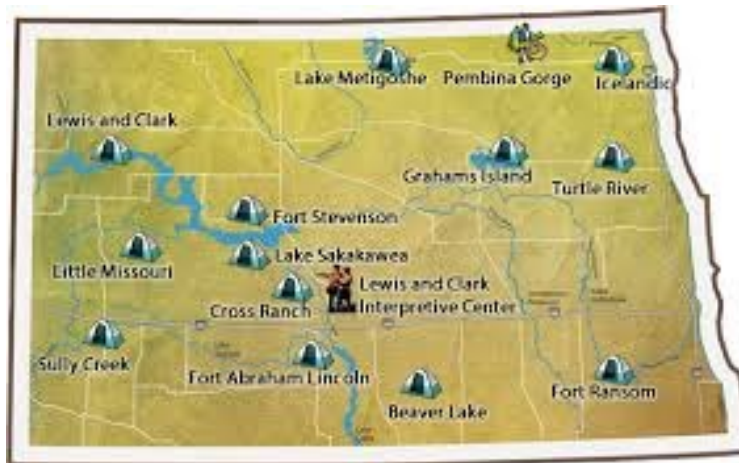 Lake Metigoshe
Pembina Gorge
Icelandic
Lewis and Clark
Grahams Island
Turtle River
Fort Stevenson
Lake Sakakawea
Little Missouri
Lewis and Clark
Interpretive Center
Cross Ranch
Sully Creek
Fort Abraham Lincoln
Beaver Lake
Fort Ransom